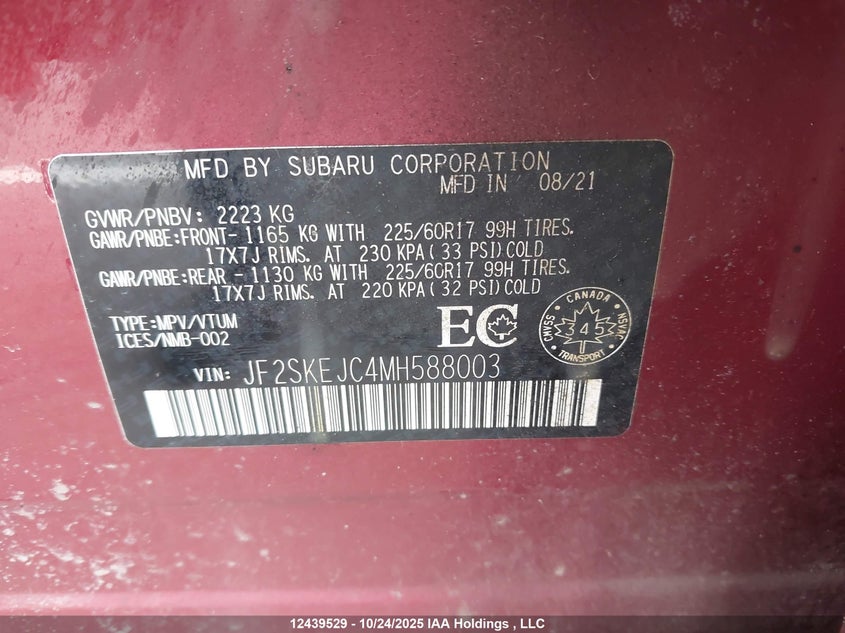 MFD BY SUBARU CORPORATION
MFD IN 08/21
GVWR/PNBV: 2223 KG
GAWR/PNBE:FRONT- 1165 KG WITH 225/60R17 99H TIRES.
17X7J RIMS. AT 230 KPA ( 33 PSI) COLD
GAWR/PNBE:REAR - 1130 KG WITH 225/60R17 99H TIRES.
17X7J RIMS. AT 220 KPA ( 32 PSI) COLD
TYPE:MPV/VTUM
ICES/NMB-002
EC
CANADA
CMVSS
345
NSVAC
TRANSPORT
VIN: JF2SKEJC4MH588003
12439529 - 10/24/2025 IAA Holdings , LLC